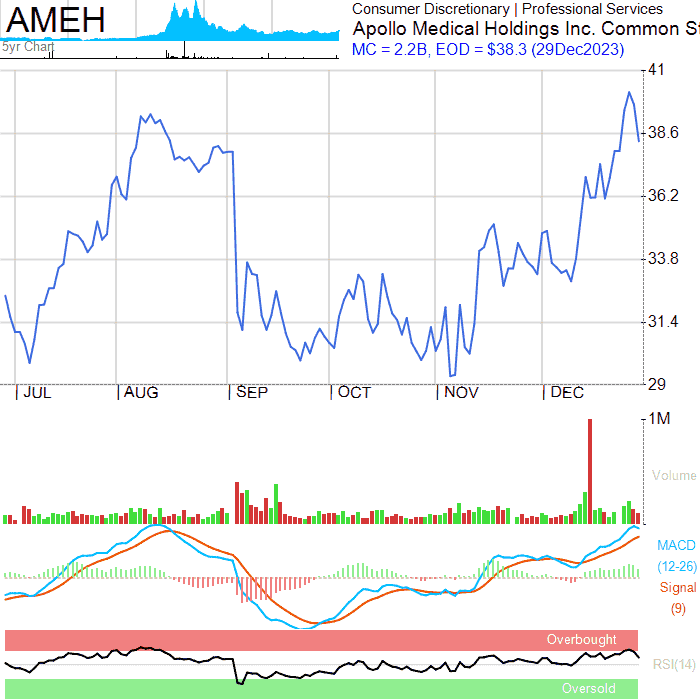 AMEH
5yr Chart
Consumer Discretionary | Professional Services
Apollo Medical Holdings Inc. Common St
MC = 2.2B, EOD = $38.3 (29Dec2023)
41
38.6
36.2
33.8
31.4
29
JUL AUG SEP OCT NOV DEC
1M
Volume
MACD
(12-26)
Signal
(9)
Overbought
RSI(14)
Oversold